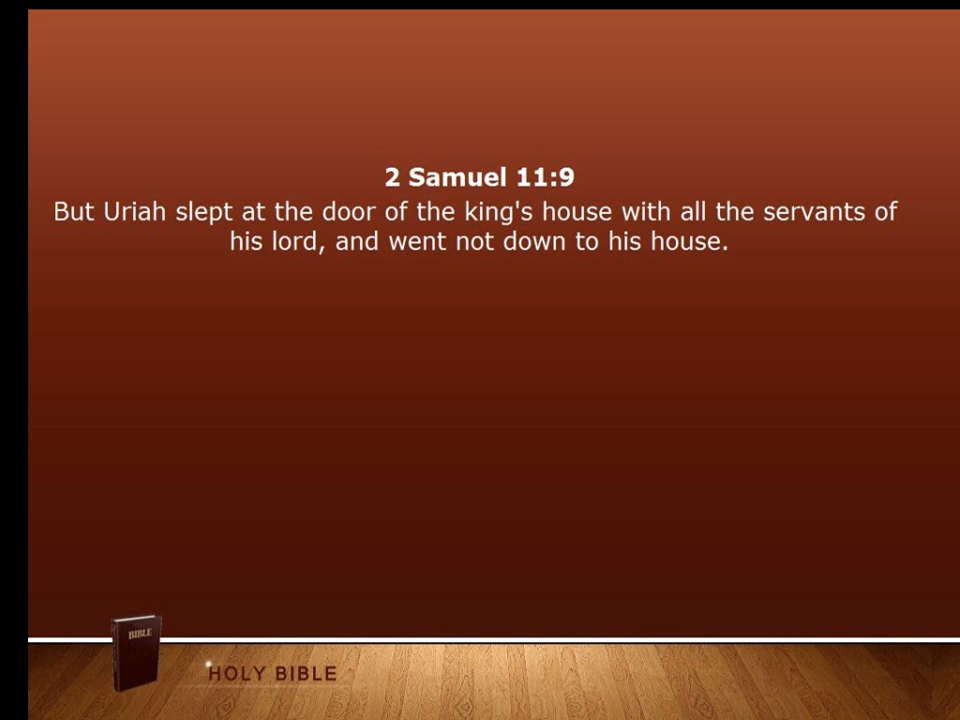 2 Samuel 11:9
But Uriah slept at the door of the king's house with all the servants of
his lord, and went not down to his house.
BIBLE
HOLY BIBLE